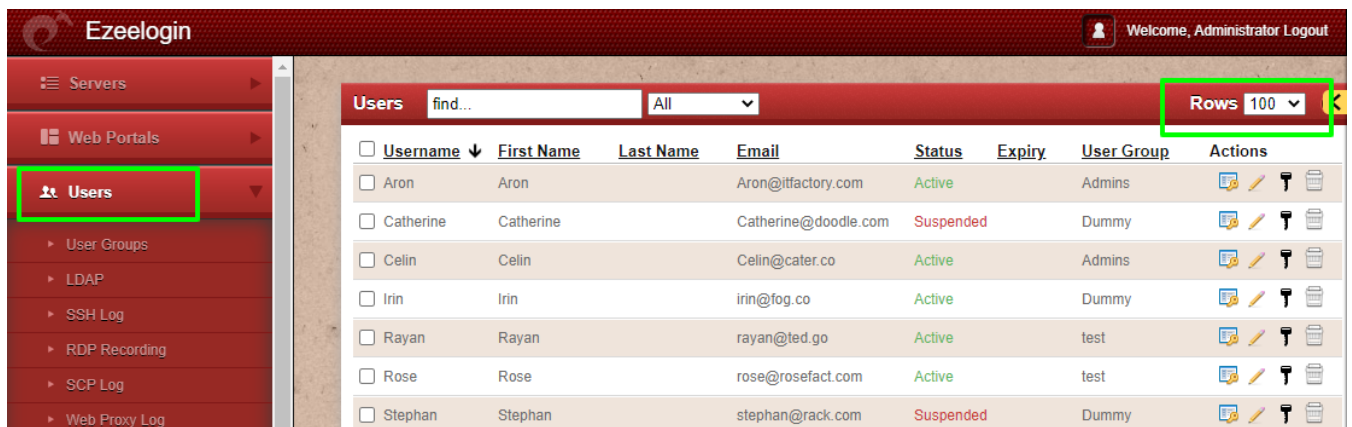 Ezeelogin
Welcome, Administrator Logout
Servers
Web Portals
Users
User Groups
LDAP
SSH Log
RDP Recording
SCP Log
Web Proxy Log
Users find... All Rows 100
Username First Name Last Name Email Status Expiry User Group Actions
Aron Aron Aron@itfactory.com Active Admins
Catherine Catherine Catherine@doodle.com Suspended Dummy
Celin Celin Celin@cater.co Active Admins
Irin Irin irin@fog.co Active Dummy
Rayan Rayan rayan@ted.go Active test
Rose Rose rose@rosefact.com Active test
Stephan Stephan stephan@rack.com Suspended Dummy